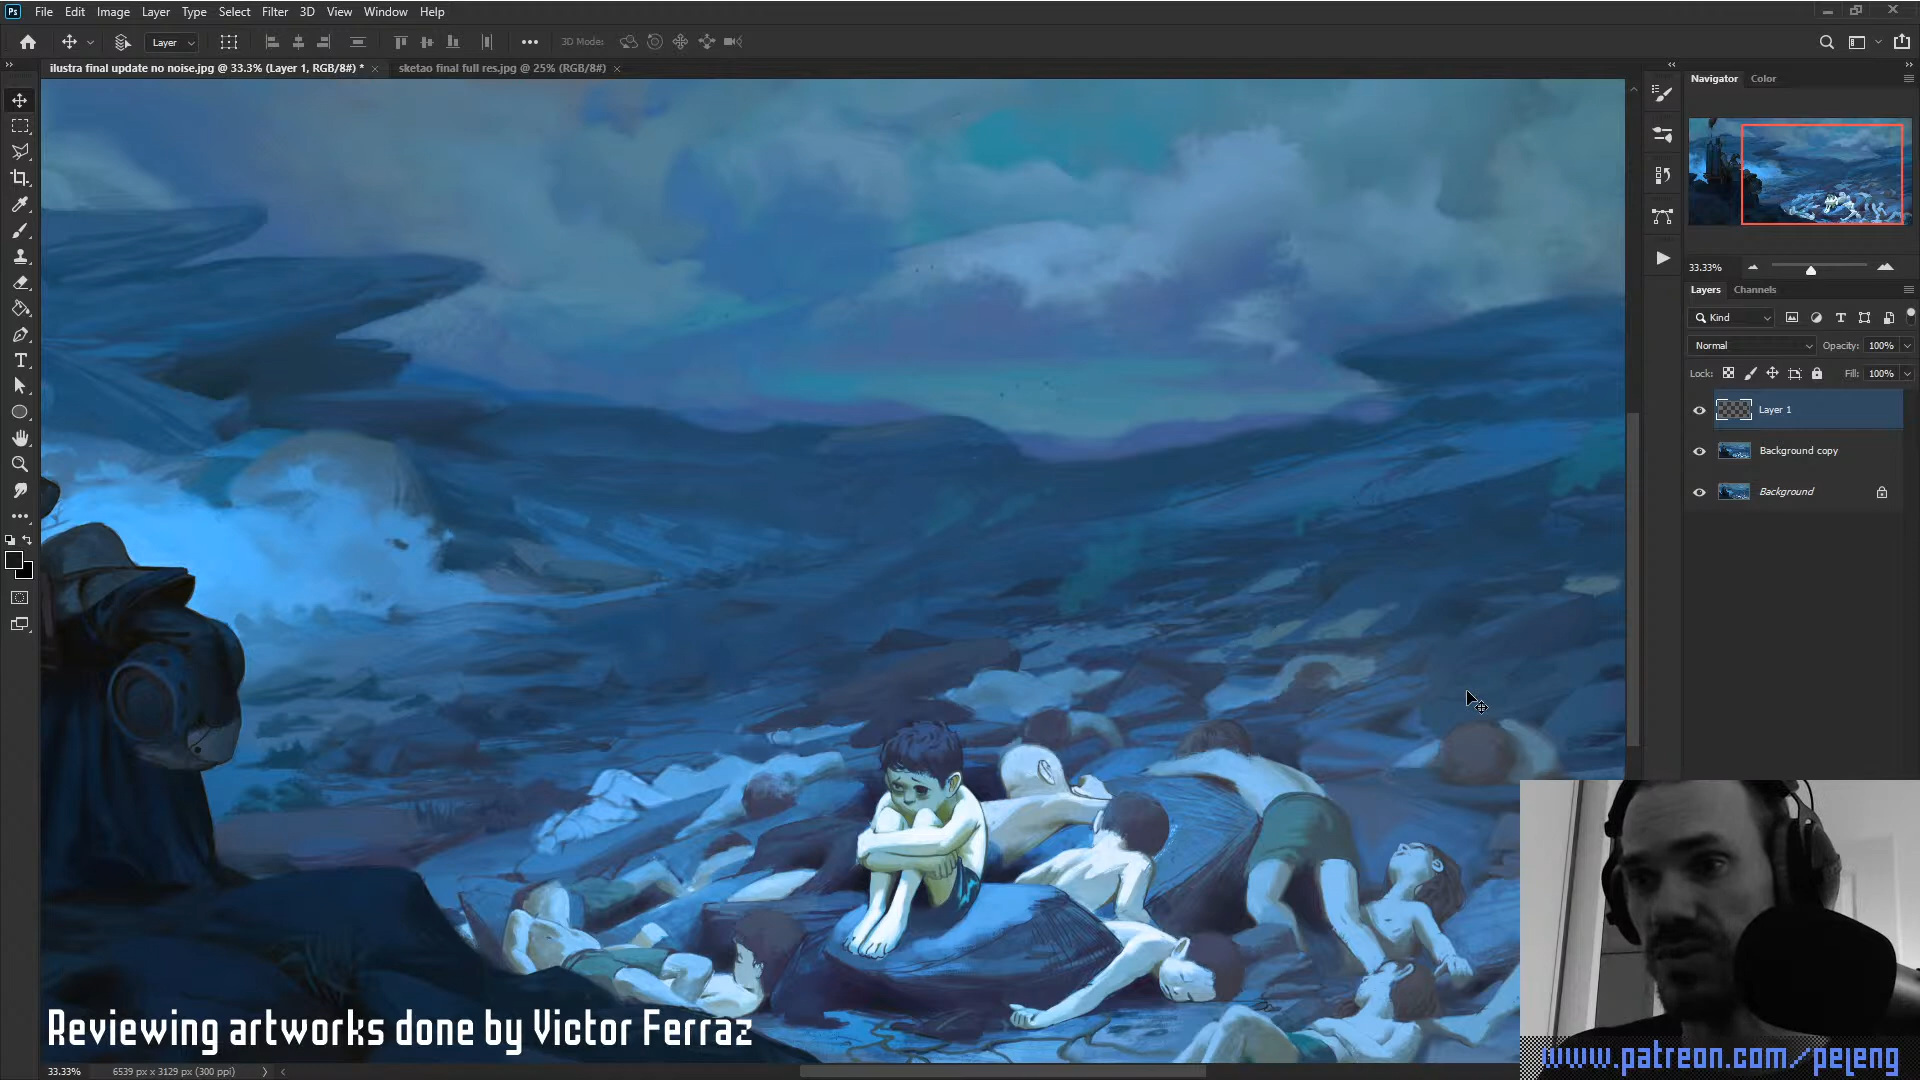 Ps File Edit Image Layer Type Select Filter 3D View Window Help
Layer 3D Mode:
ilustra final update no noise.jpg @ 33.3% (Layer 1, RGB/8#) * × sketao final full res.jpg @ 25% (RGB/8#) ×
Navigator Color
33.33%
Layers Channels
Kind
Normal Opacity: 100%
Lock: Fill: 100%
Layer 1
Background copy
Background
Reviewing artworks done by Victor Ferraz
www.patreon.com/peleng
33.33% 6539 px x 3129 px (300 ppi)